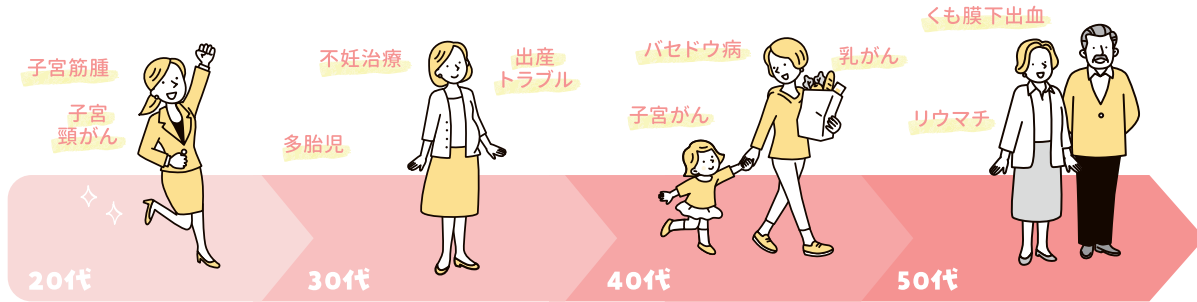 子宮筋腫
子宮
頸がん
20代
不妊治療
出産
トラブル
多胎児
30代
バセドウ病
乳がん
子宮がん
40代
くも膜下出血
リウマチ
50代